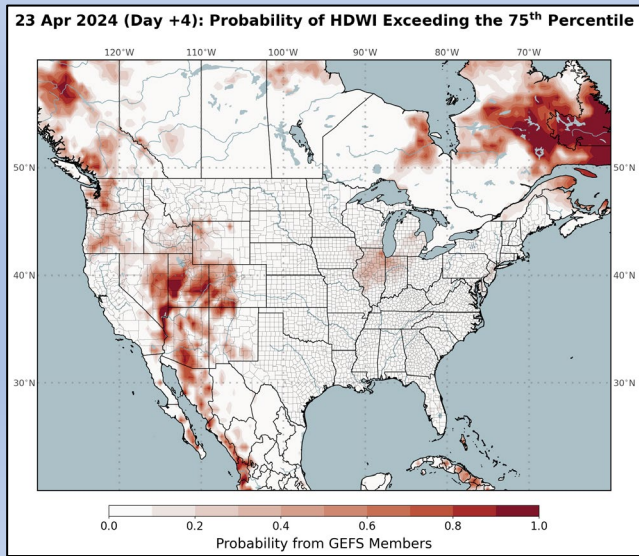 23 Apr 2024 (Day +4): Probability of HDWI Exceeding the 75th Percentile
120°W 110°W 100°W 90°W 80°W 70°W
50°N 50°N
40°N 40°N
30°N 30°N
0.0 0.2 0.4 0.6 0.8 1.0
Probability from GEFS Members